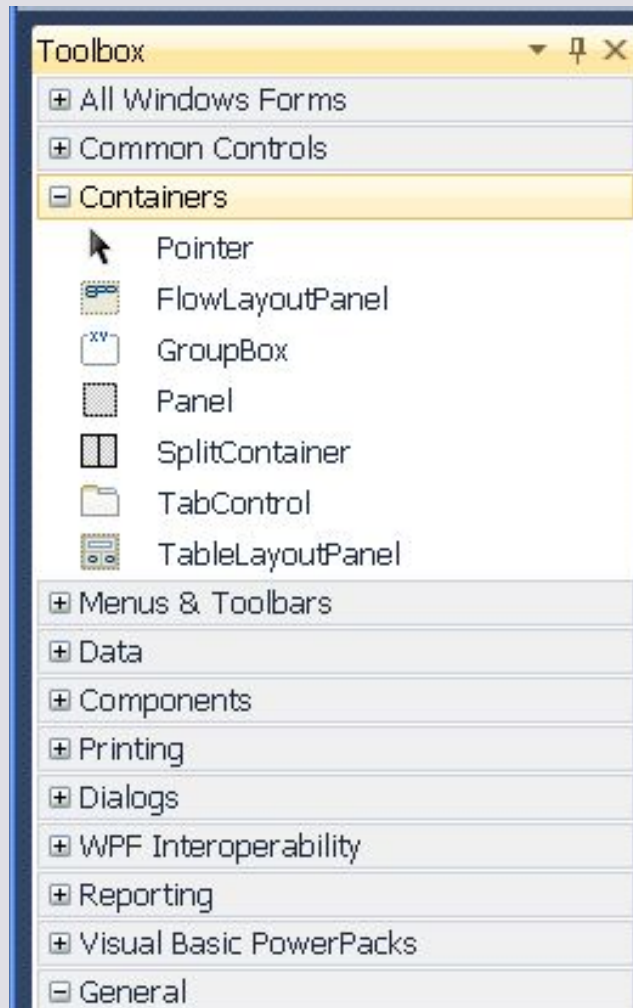 Toolbox
All Windows Forms
Common Controls
Containers
Pointer
FlowLayoutPanel
XY
GroupBox
Panel
SplitContainer
TabControl
TableLayoutPanel
Menus & Toolbars
Data
Components
Printing
Dialogs
WPF Interoperability
Reporting
Visual Basic PowerPacks
General